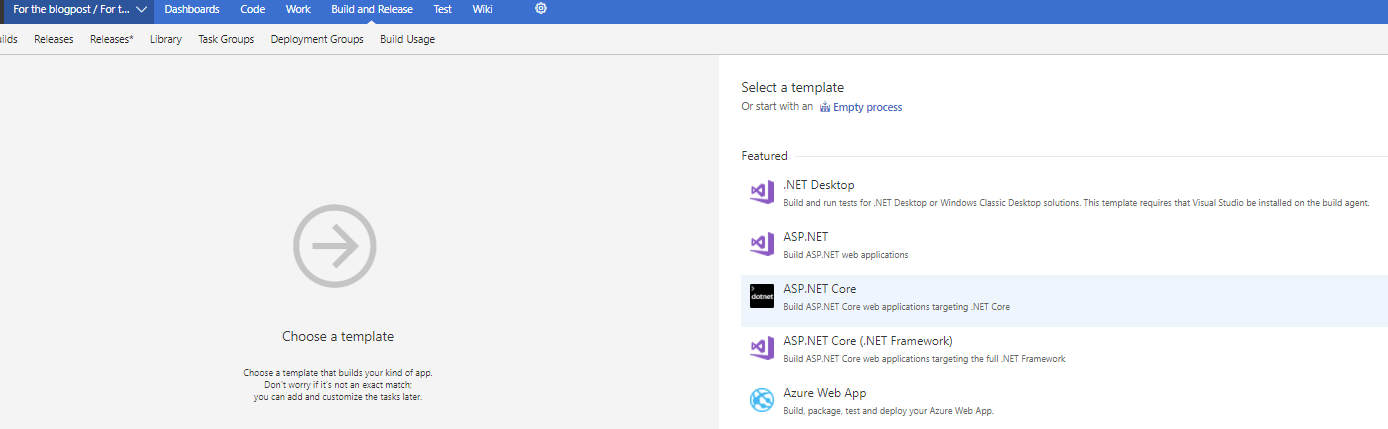 For the blogpost / For t... Dashboards Code Work Build and Release Test Wiki
Releases Releases* Library Task Groups Deployment Groups Build Usage
Select a template
Or start with an Empty process
Featured
.NET Desktop
Build and run tests for .NET Desktop or Windows Classic Desktop solutions. This template requires that Visual Studio be installed on the build agent.
ASP.NET
Build ASP.NET web applications
dotnet
ASP.NET Core
Build ASP.NET Core web applications targeting .NET Core
ASP.NET Core (.NET Framework)
Build ASP.NET Core web applications targeting the full .NET Framework
Azure Web App
Build, package, test and deploy your Azure Web App.
Choose a template
Choose a template that builds your kind of app.
Don't worry if it's not an exact match;
you can add and customize the tasks later.